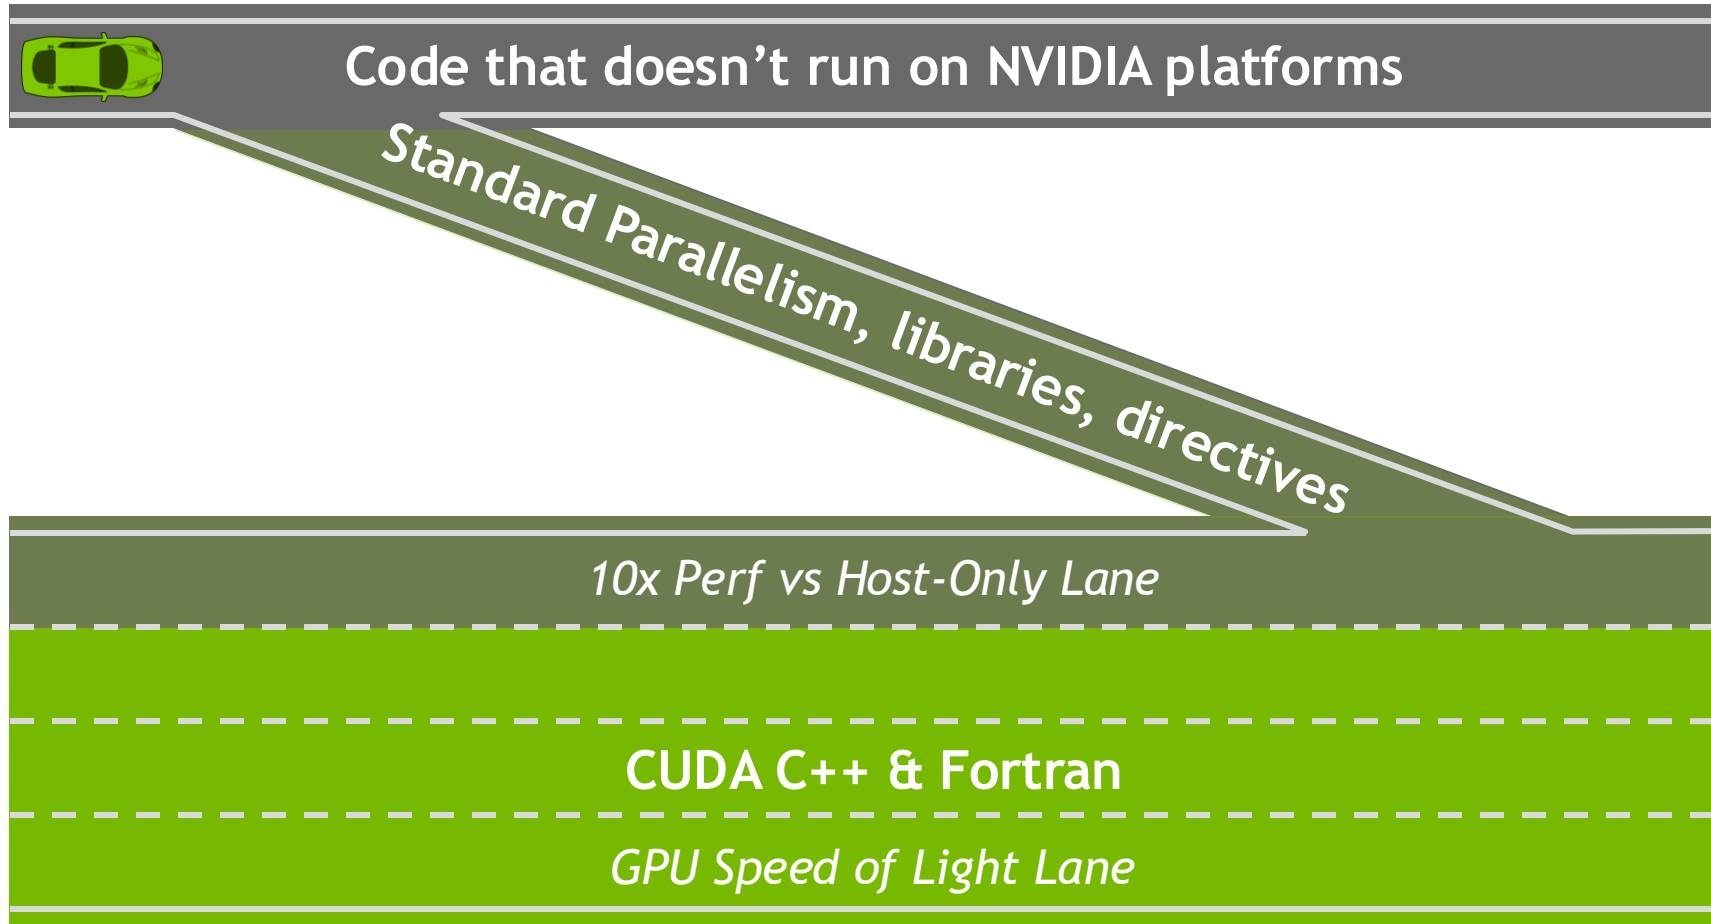 Code that doesn’t run on NVIDIA platforms
Standard Parallelism, libraries, directives
10x Perf vs Host-Only Lane
CUDA C++ & Fortran
GPU Speed of Light Lane